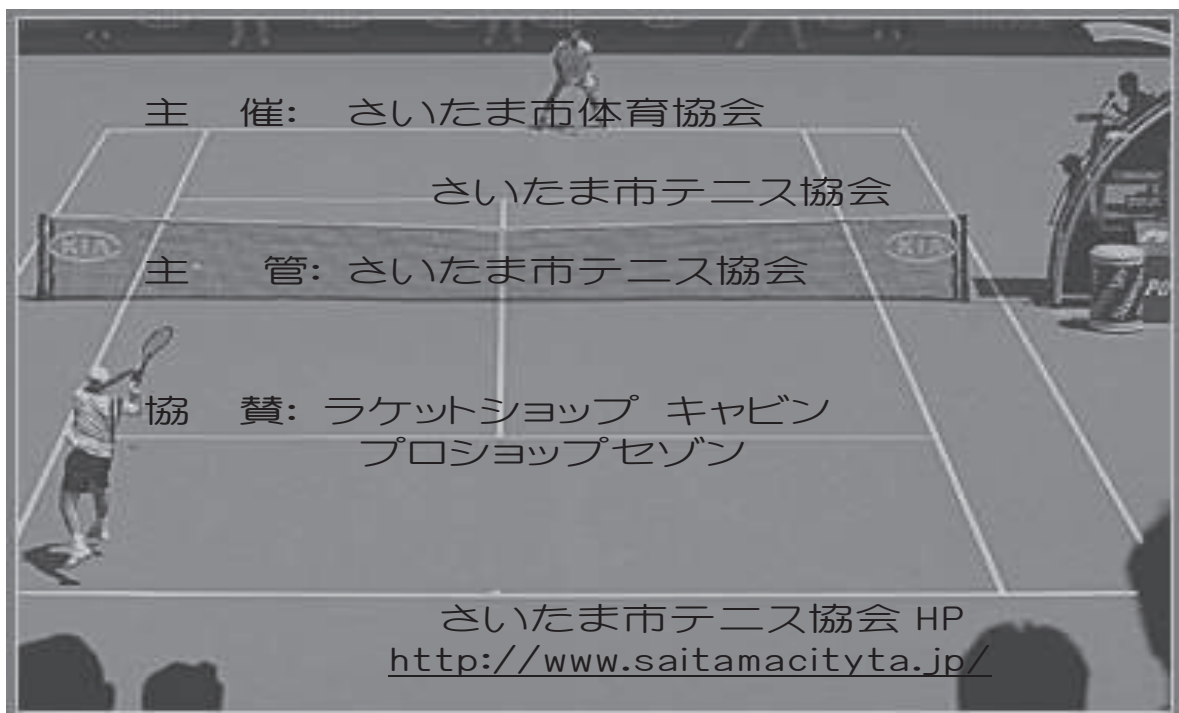 主　催:　さいたま市体育協会
さいたま市テニス協会
KIA KIA
主　管: さいたま市テニス協会
協　賛: ラケットショップ キャビン
プロショップセゾン
さいたま市テニス協会 HP
http://www.saitamacityta.jp/